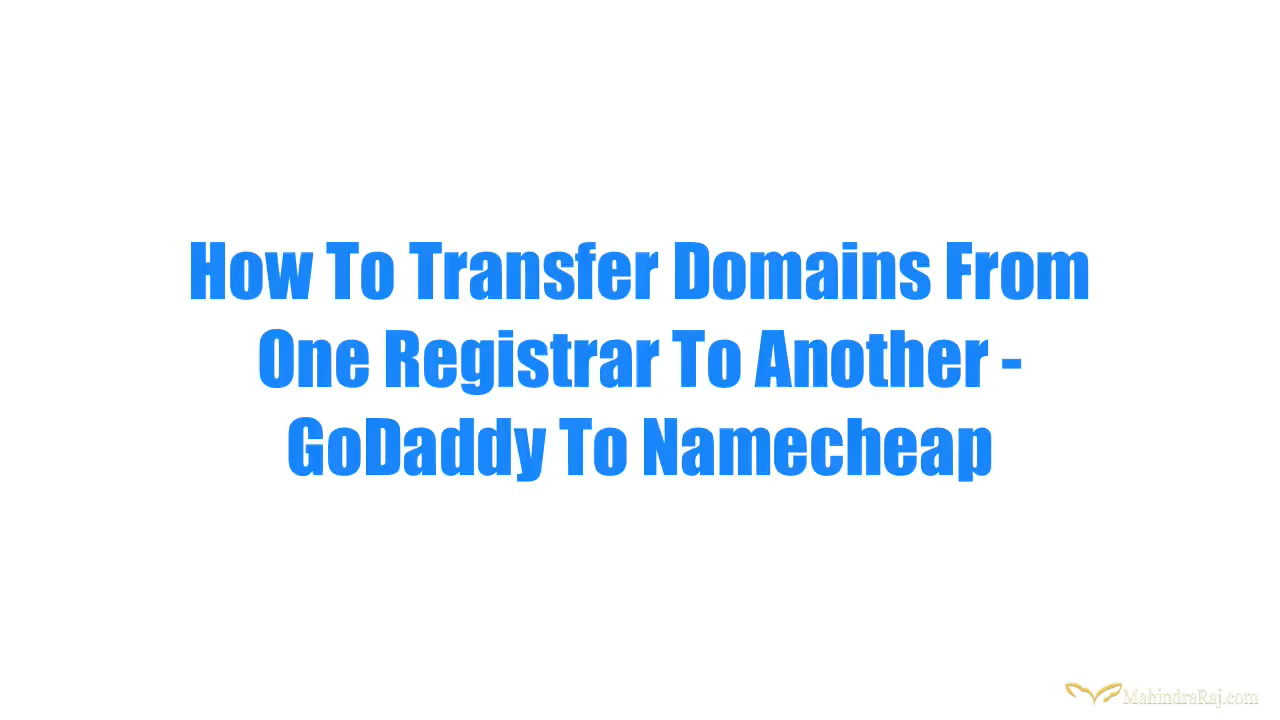 How To Transfer Domains From
One Registrar To Another -
GoDaddy To Namecheap
MahindraRaj.com